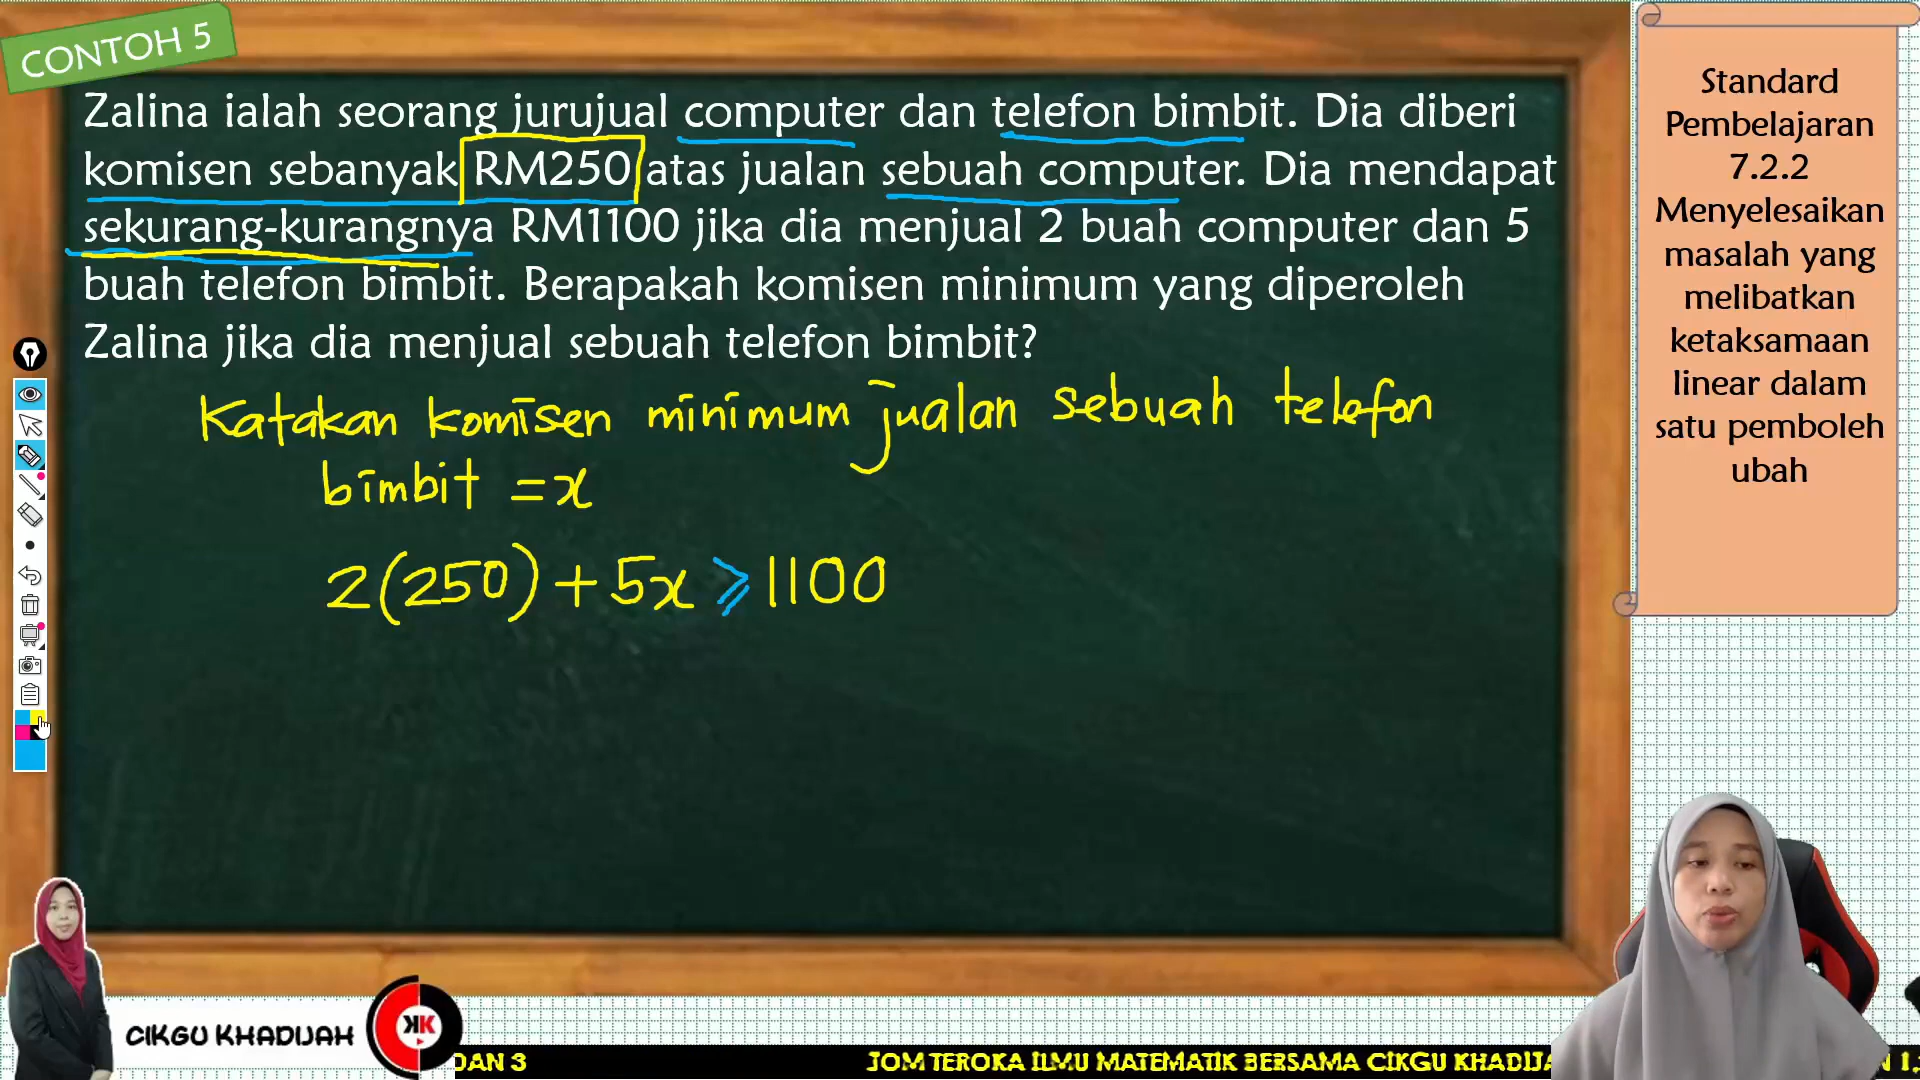 CONTOH 5
Zalina ialah seorang jurujual computer dan telefon bimbit. Dia diberi
komisen sebanyak RM250 atas jualan sebuah computer. Dia mendapat
sekurang-kurangnya RM1100 jika dia menjual 2 buah computer dan 5
buah telefon bimbit. Berapakah komisen minimum yang diperoleh
Zalina jika dia menjual sebuah telefon bimbit?
Katakan komisen minimum jualan sebuah telefon
bimbit = x
2(250) + 5x ⩾ 1100
Standard
Pembelajaran
7.2.2
Menyelesaikan
masalah yang
melibatkan
ketaksamaan
linear dalam
satu pemboleh
ubah
CIKGU KHADIJAH
KK
DAN 3
JOM TEROKA ILMU MATEMATIK BERSAMA CIKGU KHADIJA
N 1,